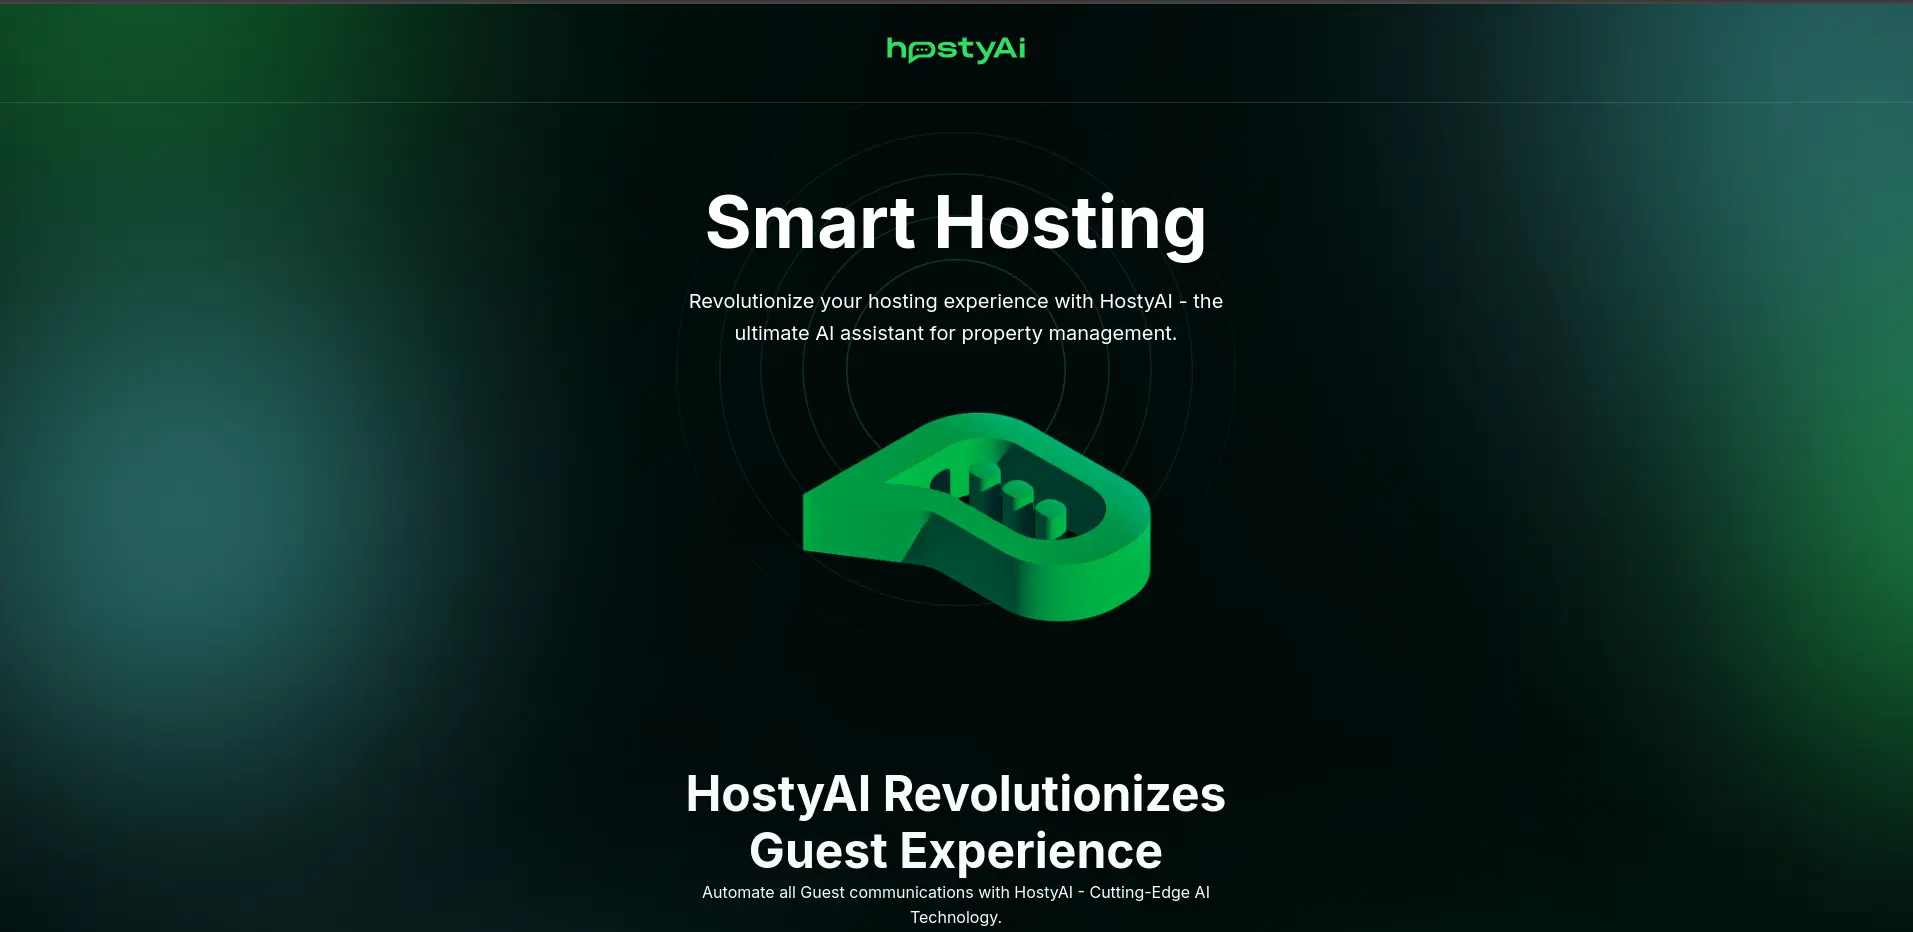 hostyAi
Smart Hosting
Revolutionize your hosting experience with HostyAI - the
ultimate AI assistant for property management.
HostyAI Revolutionizes
Guest Experience
Automate all Guest communications with HostyAI - Cutting-Edge AI
Technology.